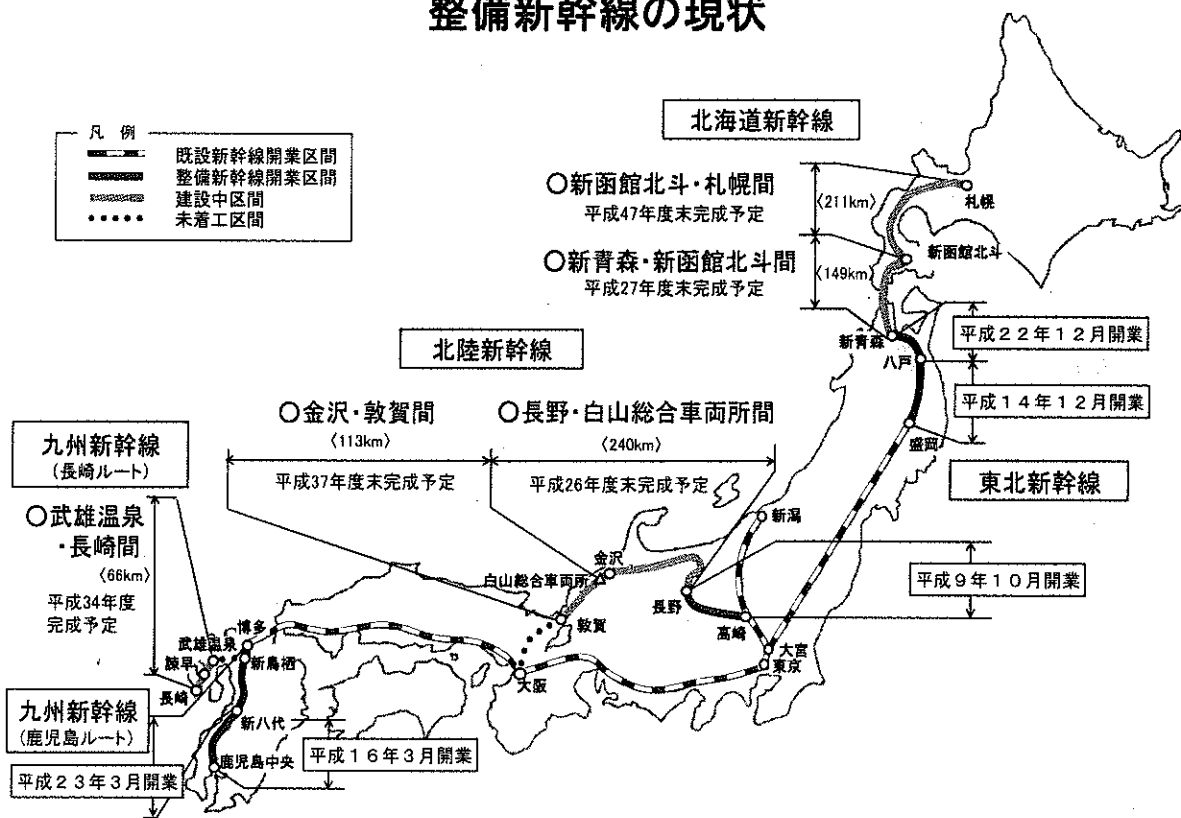 整備新幹線の現状
凡 例
既設新幹線開業区間
整備新幹線開業区間
建設中区間
未着工区間
北海道新幹線
○新函館北斗・札幌間
平成47年度末完成予定
〈211km〉
札幌
○新青森・新函館北斗間
平成27年度末完成予定
〈149km〉
新函館北斗
新青森
八戸
平成22年12月開業
平成14年12月開業
盛岡
東北新幹線
北陸新幹線
○金沢・敦賀間
〈113km〉
平成37年度末完成予定
○長野・白山総合車両所間
〈240km〉
平成26年度末完成予定
新潟
金沢
白山総合車両所
長野
高崎
平成9年10月開業
敦賀
大宮
東京
大阪
九州新幹線
(長崎ルート)
○武雄温泉
・長崎間
〈66km〉
平成34年度
完成予定
博多
武雄温泉
新鳥栖
諫早
長崎
九州新幹線
(鹿児島ルート)
新八代
鹿児島中央
平成16年3月開業
平成23年3月開業